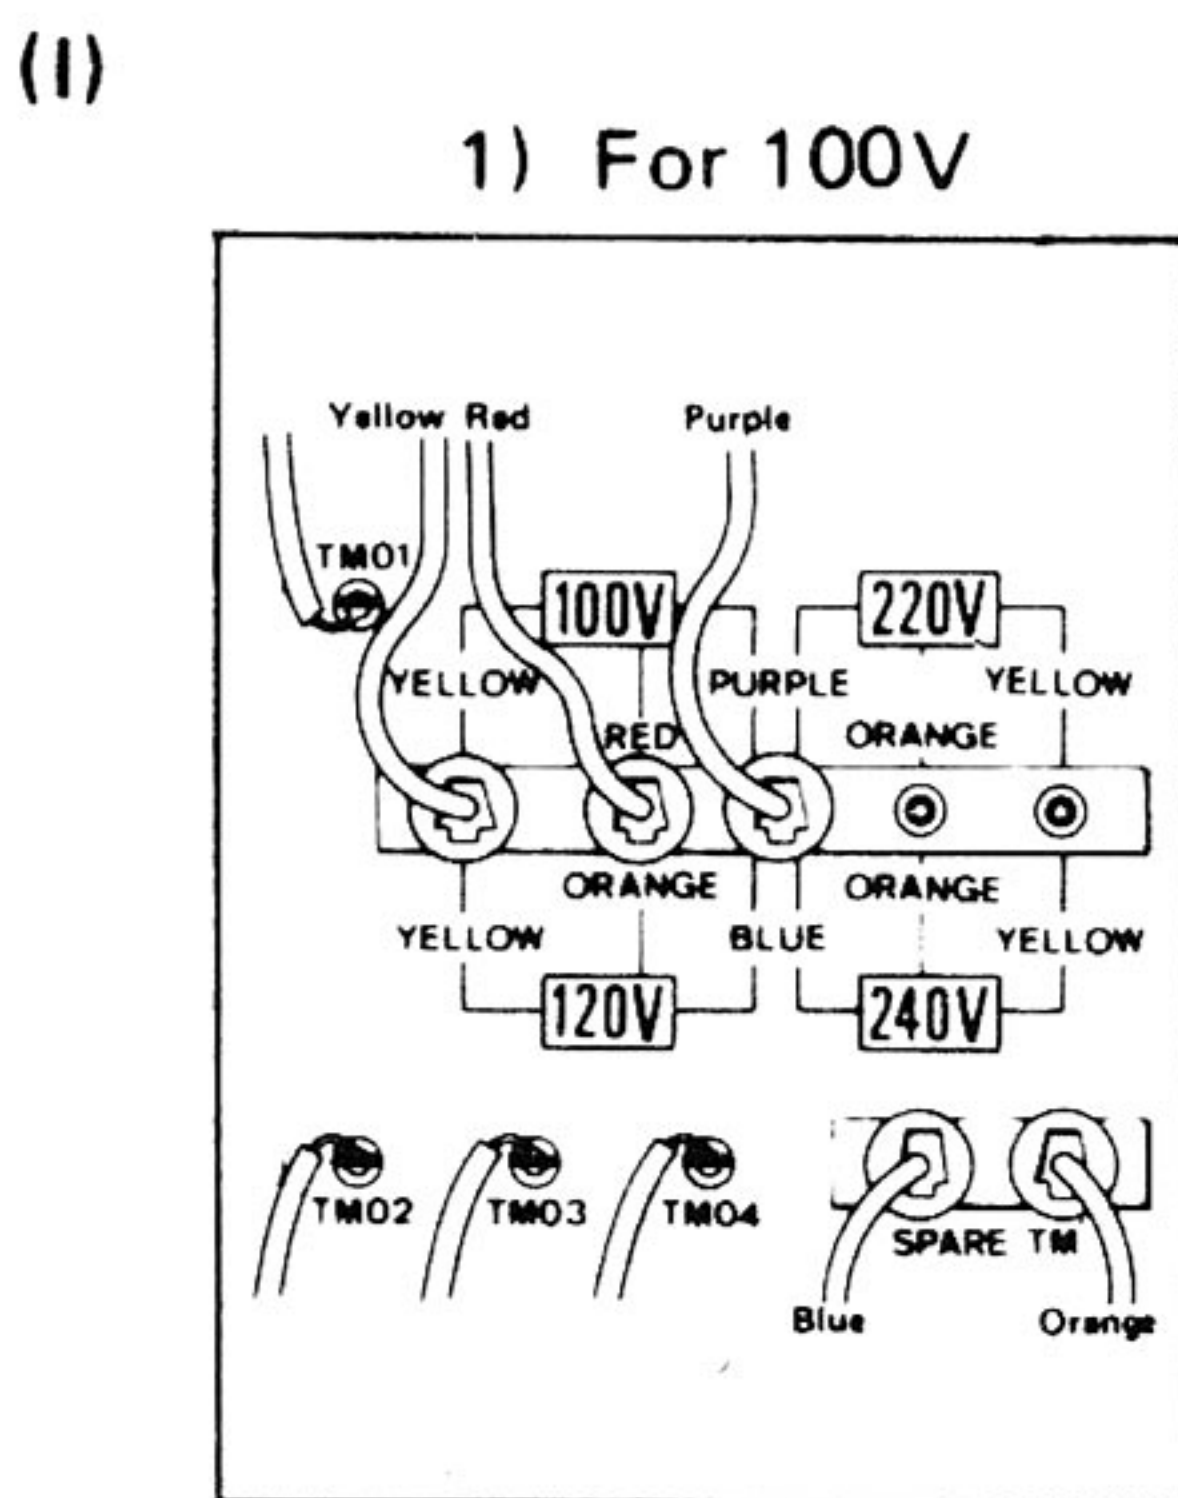 (I)
1) For 100V
Yellow Red Purple
TM01
100V 220V
YELLOW PURPLE YELLOW
RED ORANGE
ORANGE ORANGE
YELLOW BLUE YELLOW
120V 240V
TM02 TM03 TM04
SPARE TM
Blue Orange